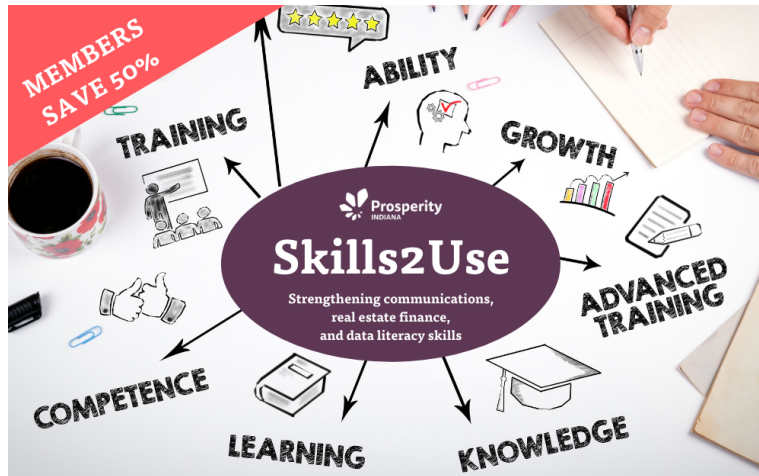 MEMBERS
SAVE 50%
ABILITY
TRAINING
GROWTH
Prosperity
INDIANA
Skills2Use
Strengthening communications,
real estate finance,
and data literacy skills
ADVANCED
TRAINING
COMPETENCE
LEARNING
KNOWLEDGE